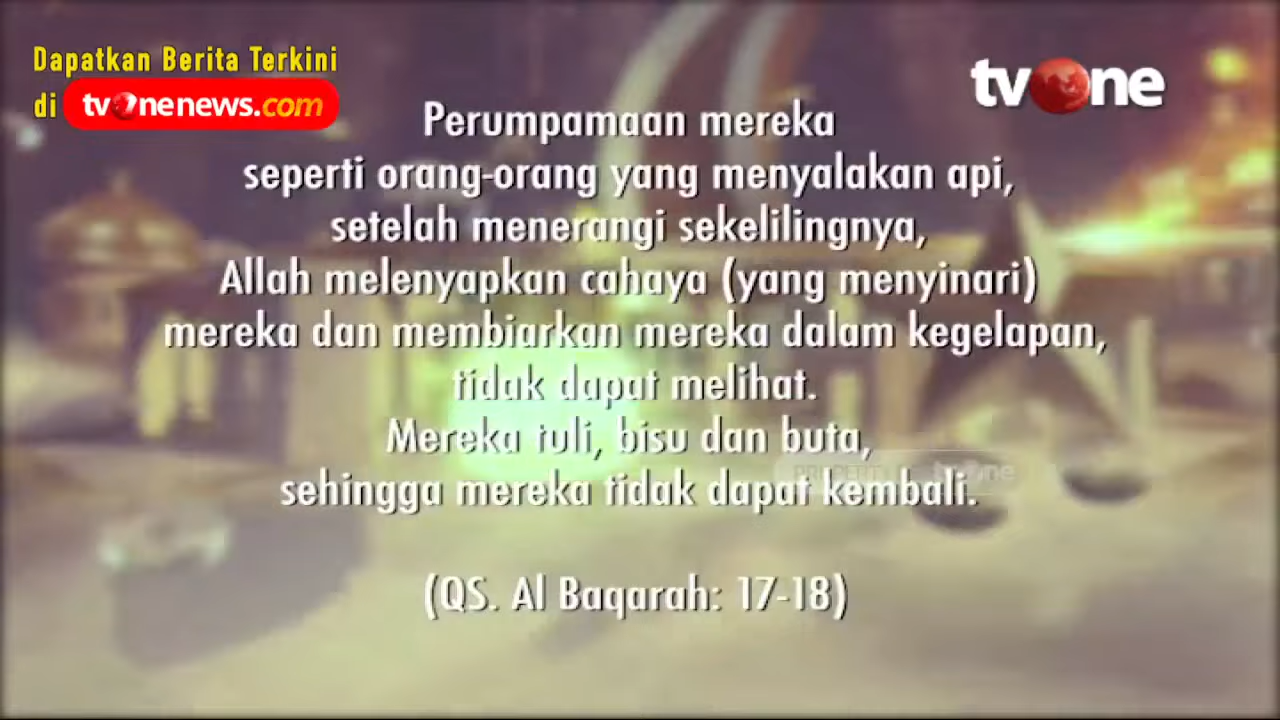 Dapatkan Berita Terkini
di tvonenews.com
tvOne
Perumpamaan mereka
seperti orang-orang yang menyalakan api,
setelah menerangi sekelilingnya,
Allah melenyapkan cahaya (yang menyinari)
mereka dan membiarkan mereka dalam kegelapan,
tidak dapat melihat.
Mereka tuli, bisu dan buta,
PROPERTI tvOne
sehingga mereka tidak dapat kembali.
(QS. Al Baqarah: 17-18)